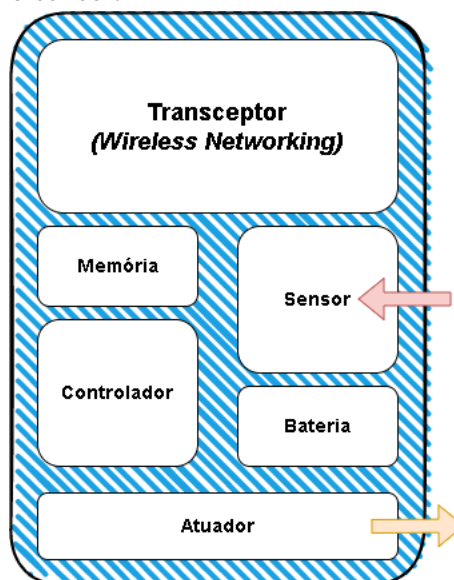 Transceptor
(Wireless Networking)
Memória
Sensor
Controlador
Bateria
Atuador